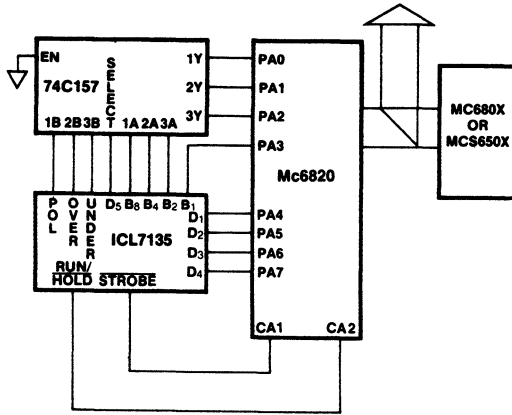 EN
74C157
SELECT
1Y
2Y
3Y
1B 2B 3B
1A 2A 3A
POL
OVER
UNDER
D5 B8 B4 B2 B1
D1
D2
D3
D4
ICL7135
RUN/
HOLD STROBE
PA0
PA1
PA2
PA3
Mc6820
PA4
PA5
PA6
PA7
CA1 CA2
MC680X
OR
MCS650X